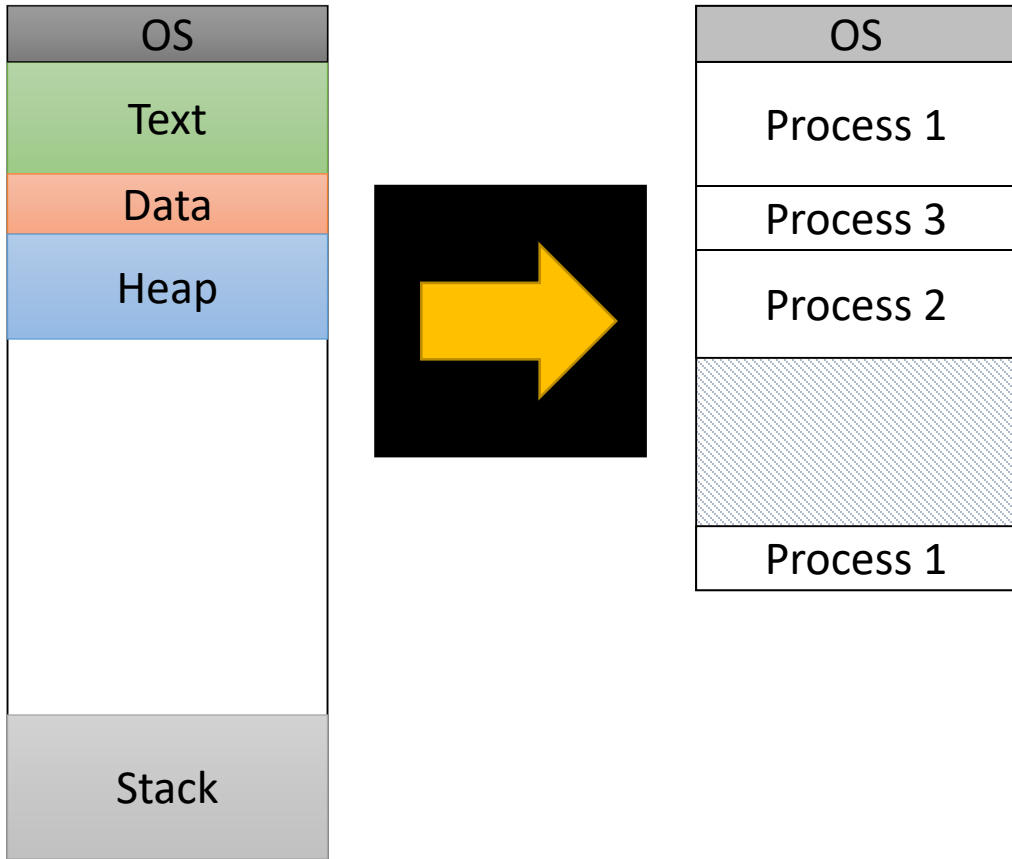 OS
Text
Data
Heap
Stack
OS
Process 1
Process 3
Process 2
Process 1